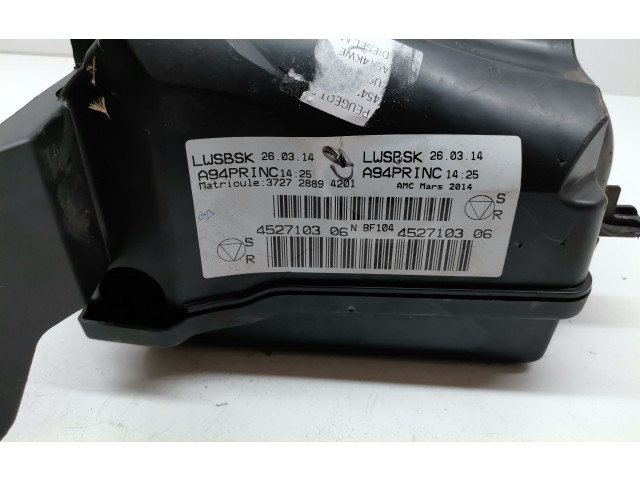 PEUGEOT
DIESEL
LWSBSK 26.03.14 LWSBSK 26.03.14
A94PRINC 14:25 A94PRINC 14:25
Matricule:3727 2889 4201 AMC Mars 2014
S R
4527103 06 N BF104 4527103 06
S R